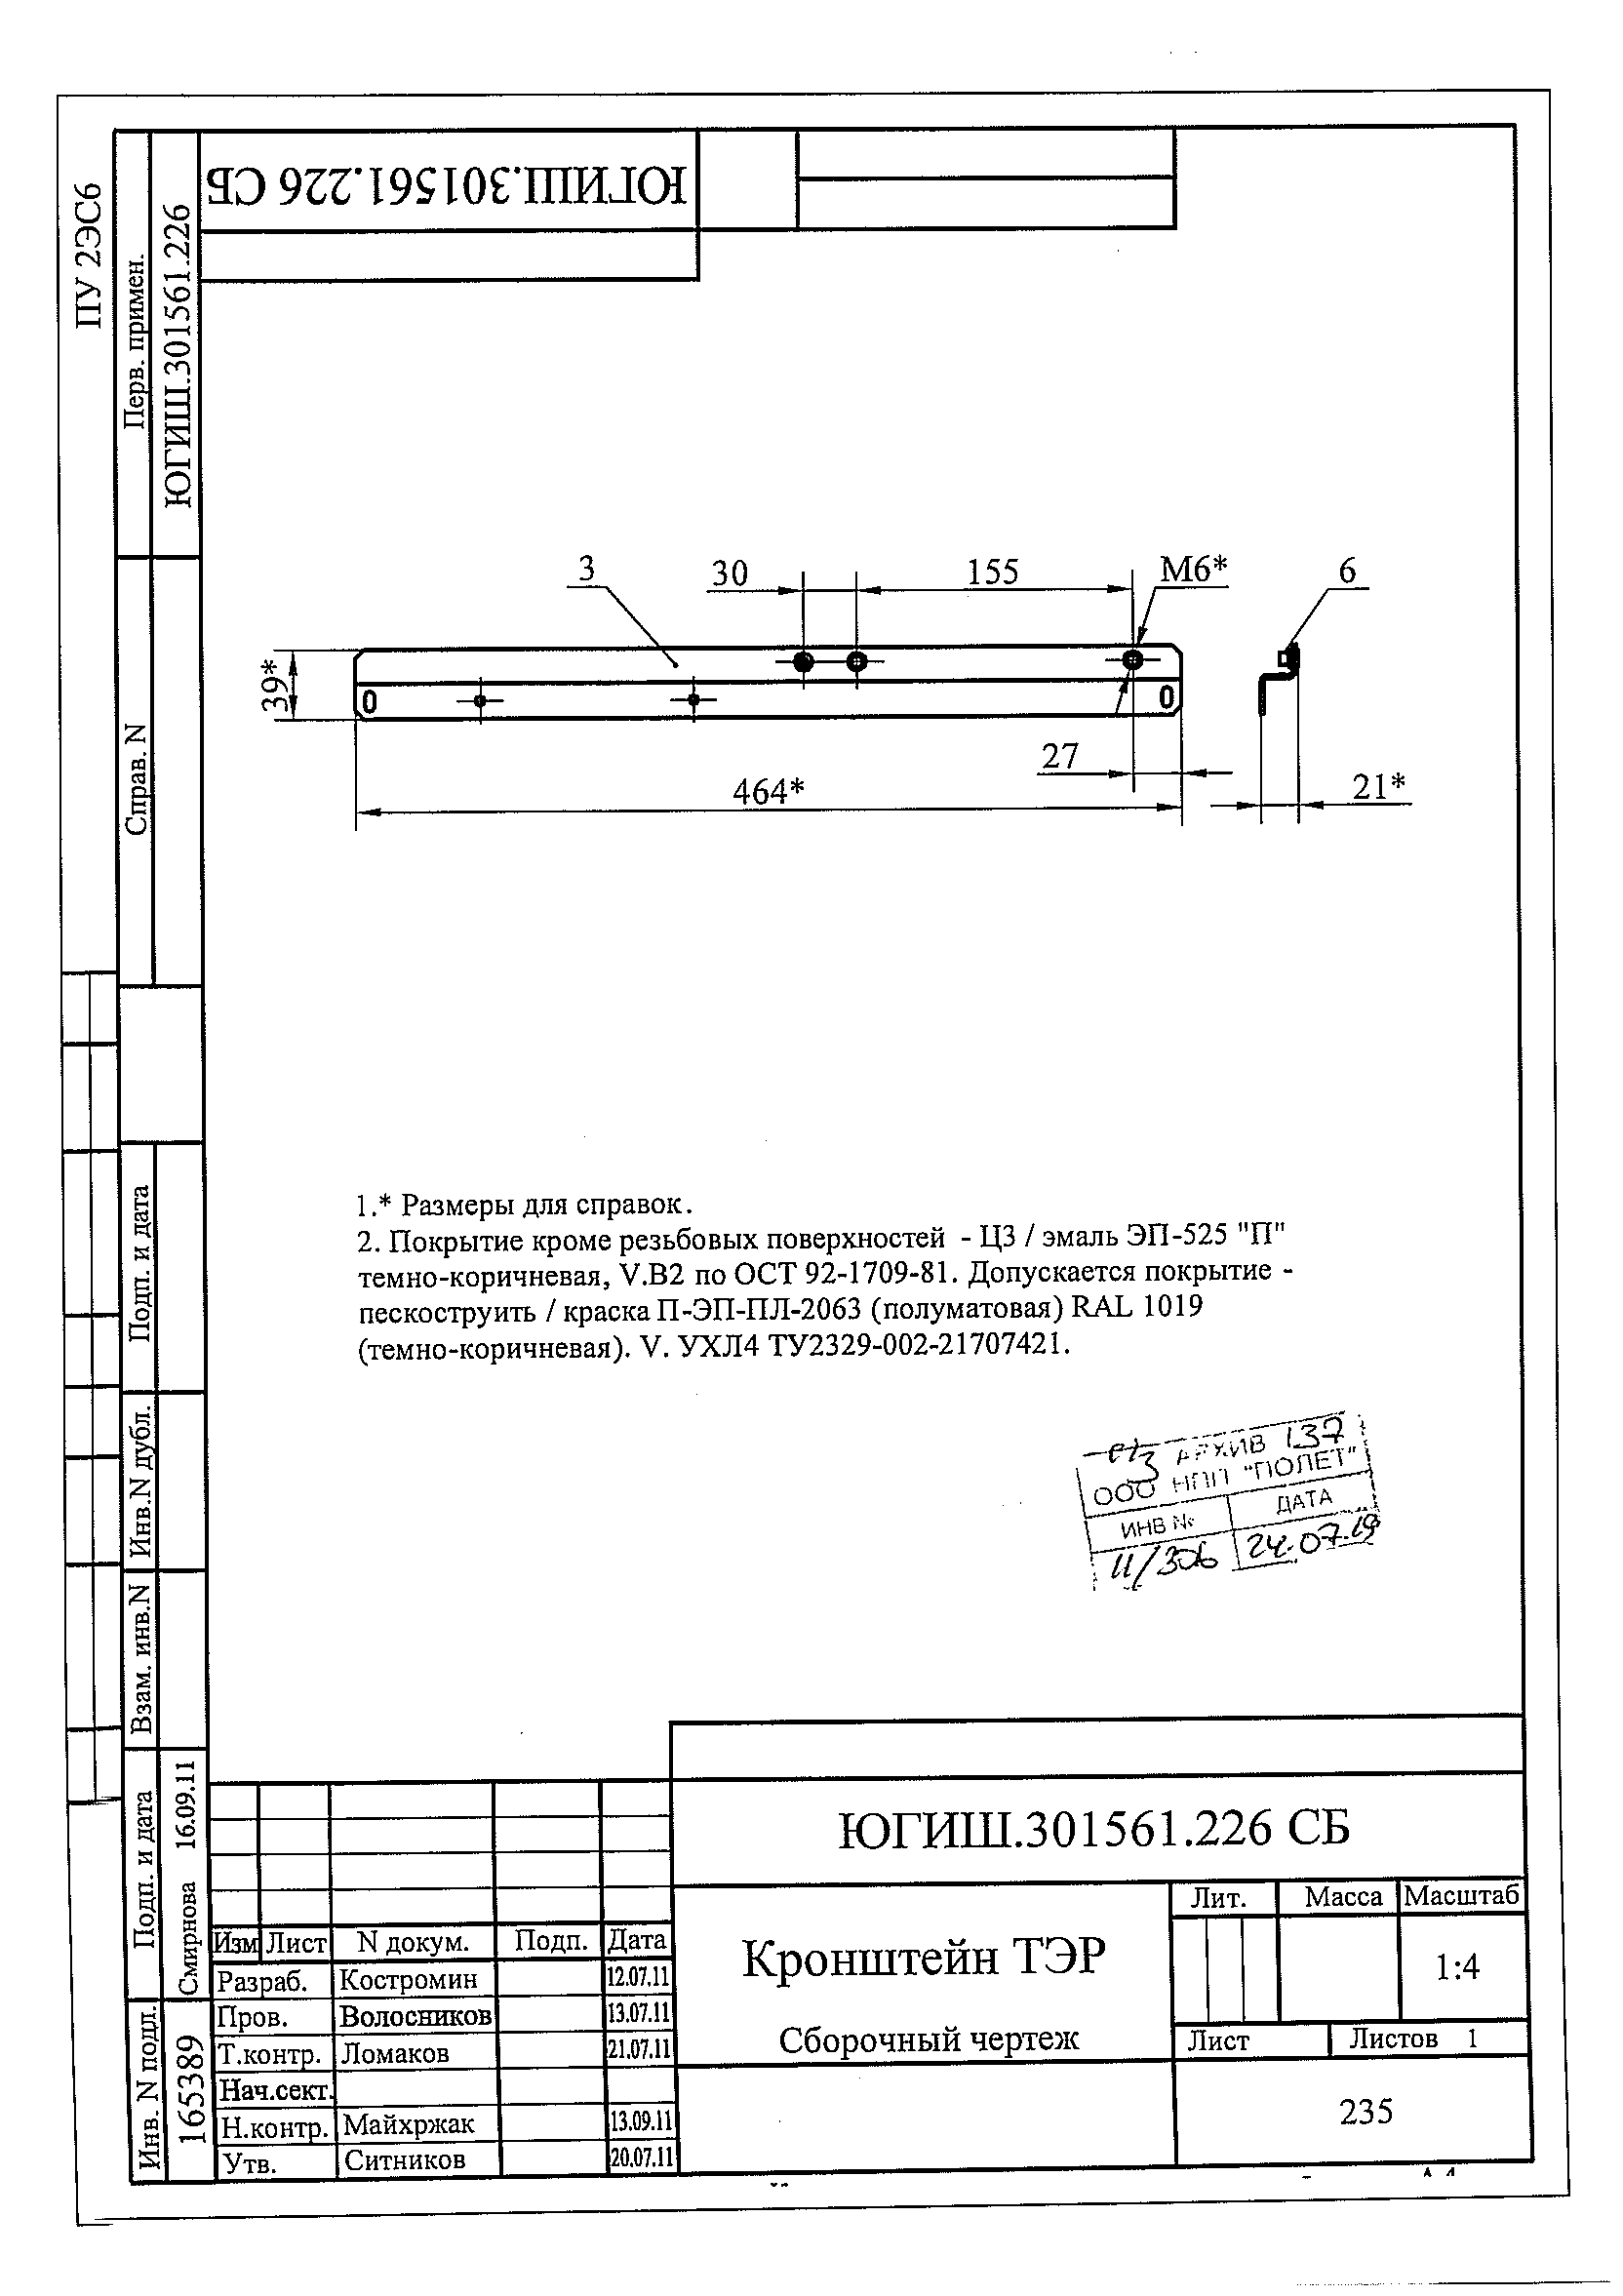 ПУ 2ЭС6
Перв. примен.
ЮГИШ.301561.226
ЮГИШ.301561.226 СБ
Справ. N
3
30
155
М6*
6
39*
27
464*
21*
1.* Размеры для справок.
2. Покрытие кроме резьбовых поверхностей - Ц3 / эмаль ЭП-525 "П"
темно-коричневая, V.В2 по ОСТ 92-1709-81. Допускается покрытие -
пескоструить / краска П-ЭП-ПЛ-2063 (полуматовая) RAL 1019
(темно-коричневая). V. УХЛ4 ТУ2329-002-21707421.
АРХИВ 137
ООО НПП "ПОЛЕТ"
ИНВ № ДАТА
11/306 24.07.19
Подп. и дата
Инв.N дубл.
Взам. инв.N
Подп. и дата
Смирнова 16.09.11
Инв. N подл.
165389
ЮГИШ.301561.226 СБ
Изм Лист N докум. Подп. Дата
Разраб. Костромин 12.07.11
Пров. Волосников 13.07.11
Т.контр. Ломаков 21.07.11
Нач.сект.
Н.контр. Майхржак 13.09.11
Утв. Ситников 20.07.11
Кронштейн ТЭР
Сборочный чертеж
Лит. Масса Масштаб
1:4
Лист Листов 1
235